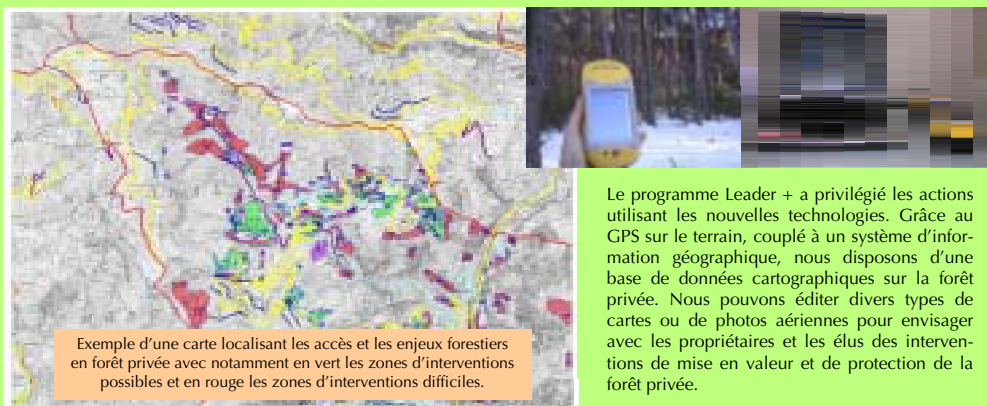 Le programme Leader + a privilégié les actions
utilisant les nouvelles technologies. Grâce au
GPS sur le terrain, couplé à un système d'infor-
mation géographique, nous disposons d'une
base de données cartographiques sur la forêt
privée. Nous pouvons éditer divers types de
cartes ou de photos aériennes pour envisager
avec les propriétaires et les élus des interven-
tions de mise en valeur et de protection de la
forêt privée.
Exemple d'une carte localisant les accès et les enjeux forestiers
en forêt privée avec notamment en vert les zones d'interventions
possibles et en rouge les zones d'interventions difficiles.